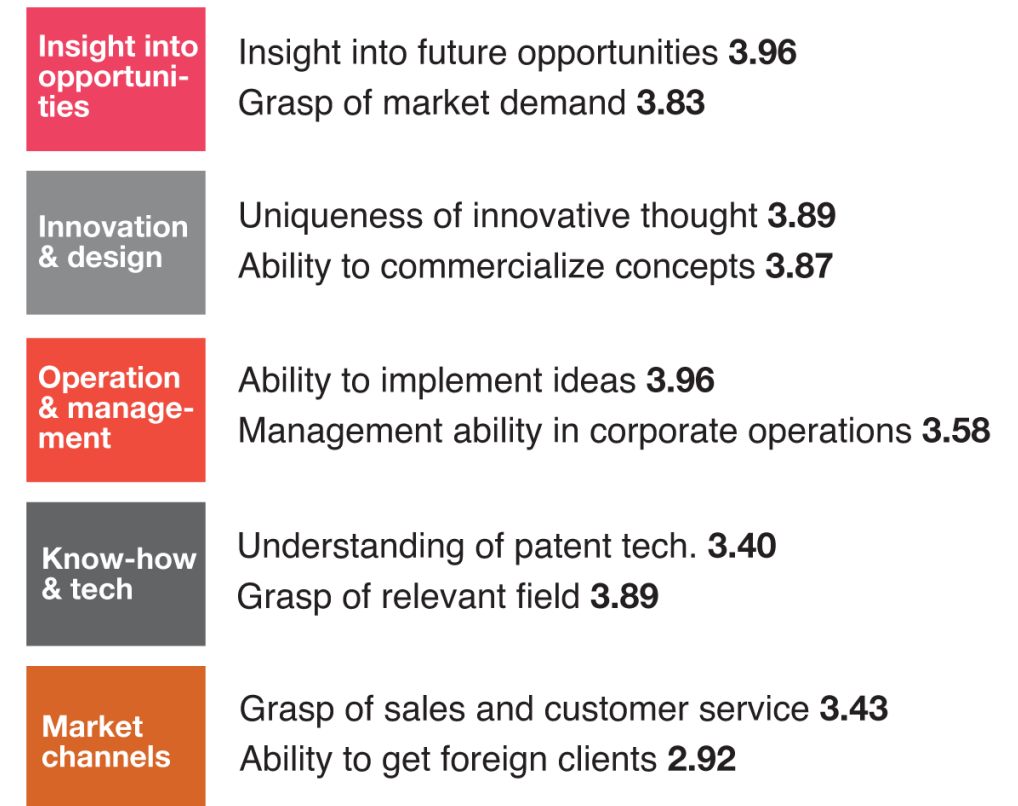 Insight into
opportuni-
ties
Insight into future opportunities 3.96
Grasp of market demand 3.83
Innovation
& design
Uniqueness of innovative thought 3.89
Ability to commercialize concepts 3.87
Operation
& manage-
ment
Ability to implement ideas 3.96
Management ability in corporate operations 3.58
Know-how
& tech
Understanding of patent tech. 3.40
Grasp of relevant field 3.89
Market
channels
Grasp of sales and customer service 3.43
Ability to get foreign clients 2.92